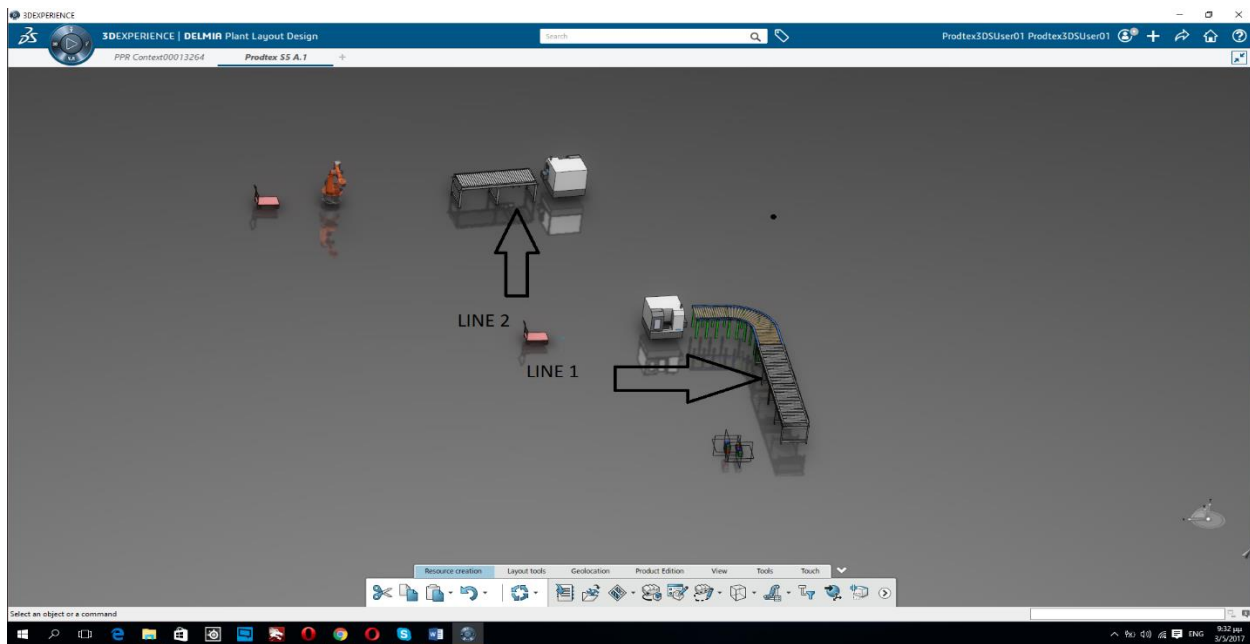 3DEXPERIENCE
3DEXPERIENCE | DELMIA Plant Layout Design
Search
Prodtex3DSUser01 Prodtex3DSUser01
PPR Context00013264
Prodtex S5 A.1
LINE 2
LINE 1
Resource creation
Layout tools
Geolocation
Product Edition
View
Tools
Touch
Select an object or a command
ENG
9:32 μμ
3/5/2017